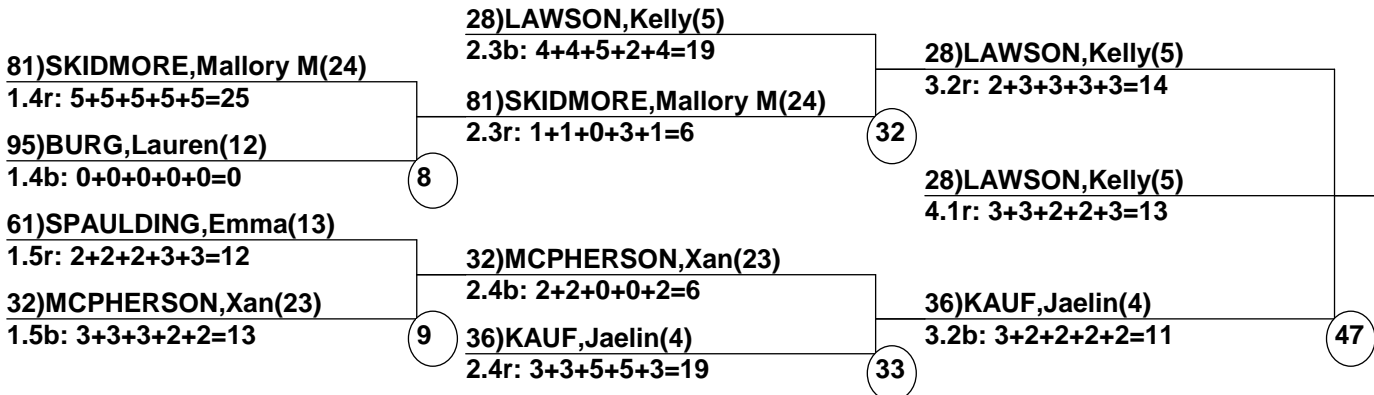 81)SKIDMORE,Mallory M(24)
1.4r: 5+5+5+5+5=25
95)BURG,Lauren(12)
1.4b: 0+0+0+0+0=0
8
61)SPAULDING,Emma(13)
1.5r: 2+2+2+3+3=12
32)MCPHERSON,Xan(23)
1.5b: 3+3+3+2+2=13
9
28)LAWSON,Kelly(5)
2.3b: 4+4+5+2+4=19
81)SKIDMORE,Mallory M(24)
2.3r: 1+1+0+3+1=6
32
32)MCPHERSON,Xan(23)
2.4b: 2+2+0+0+2=6
36)KAUF,Jaelin(4)
2.4r: 3+3+5+5+3=19
33
28)LAWSON,Kelly(5)
3.2r: 2+3+3+3+3=14
28)LAWSON,Kelly(5)
4.1r: 3+3+2+2+3=13
36)KAUF,Jaelin(4)
3.2b: 3+2+2+2+2=11
47